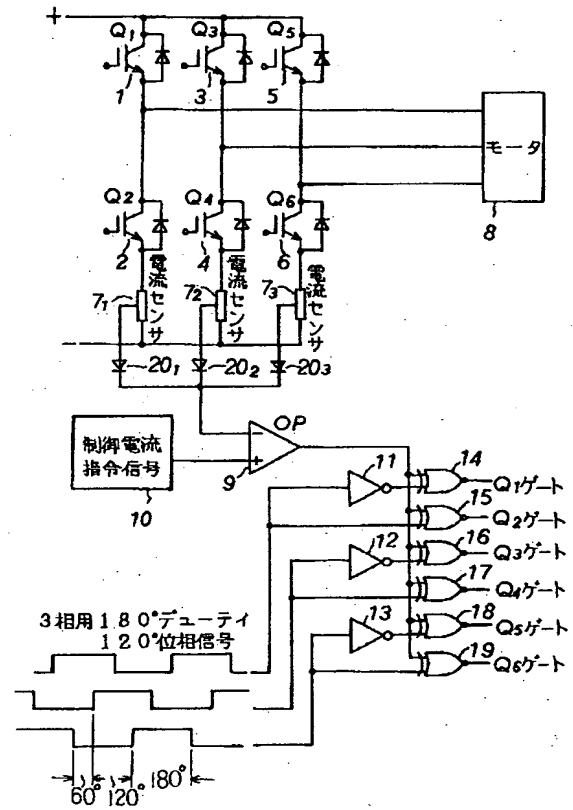 +
Q1
Q3
Q5
1
3
5
モータ
8
Q2
Q4
Q6
2
4
6
電流センサ
電流センサ
電流センサ
71
72
73
201
202
203
制御電流
指令信号
10
OP
-
+
9
11
12
13
14
15
16
17
18
19
Q1ゲート
Q2ゲート
Q3ゲート
Q4ゲート
Q5ゲート
Q6ゲート
3相用180°デューティ
120°位相信号
60°
120°
180°